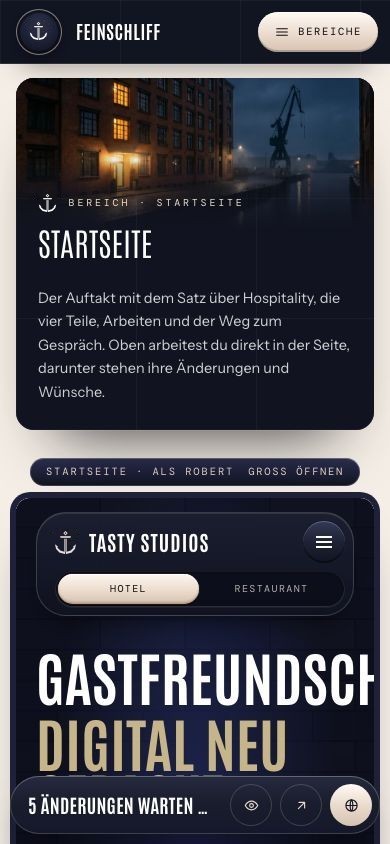 FEINSCHLIFF
BEREICHE
BEREICH · STARTSEITE
STARTSEITE
Der Auftakt mit dem Satz über Hospitality, die
vier Teile, Arbeiten und der Weg zum
Gespräch. Oben arbeitest du direkt in der Seite,
darunter stehen ihre Änderungen und
Wünsche.
STARTSEITE · ALS ROBERT GROSS ÖFFNEN
TASTY STUDIOS
HOTEL
RESTAURANT
GASTFREUNDSCH
DIGITAL NEU
5 ÄNDERUNGEN WARTEN ...